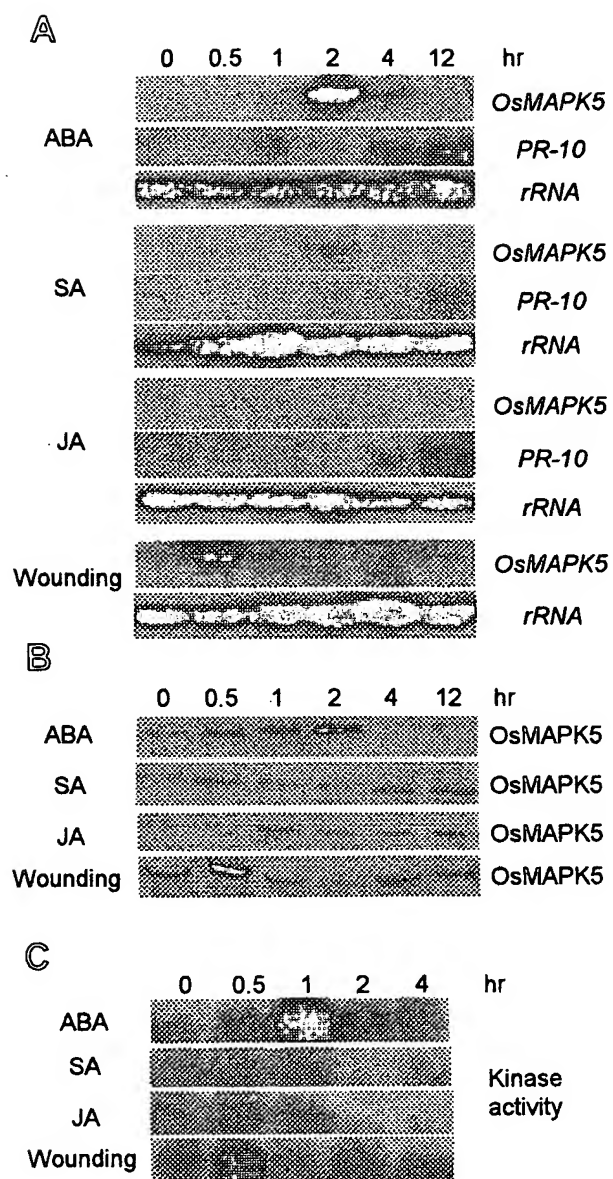 A
0 0.5 1 2 4 12 hr
OsMAPK5
ABA PR-10
rRNA
OsMAPK5
SA PR-10
rRNA
OsMAPK5
JA PR-10
rRNA
Wounding OsMAPK5
rRNA
B
0 0.5 1 2 4 12 hr
ABA OsMAPK5
SA OsMAPK5
JA OsMAPK5
Wounding OsMAPK5
C
0 0.5 1 2 4 hr
ABA
SA
Kinase
JA activity
Wounding